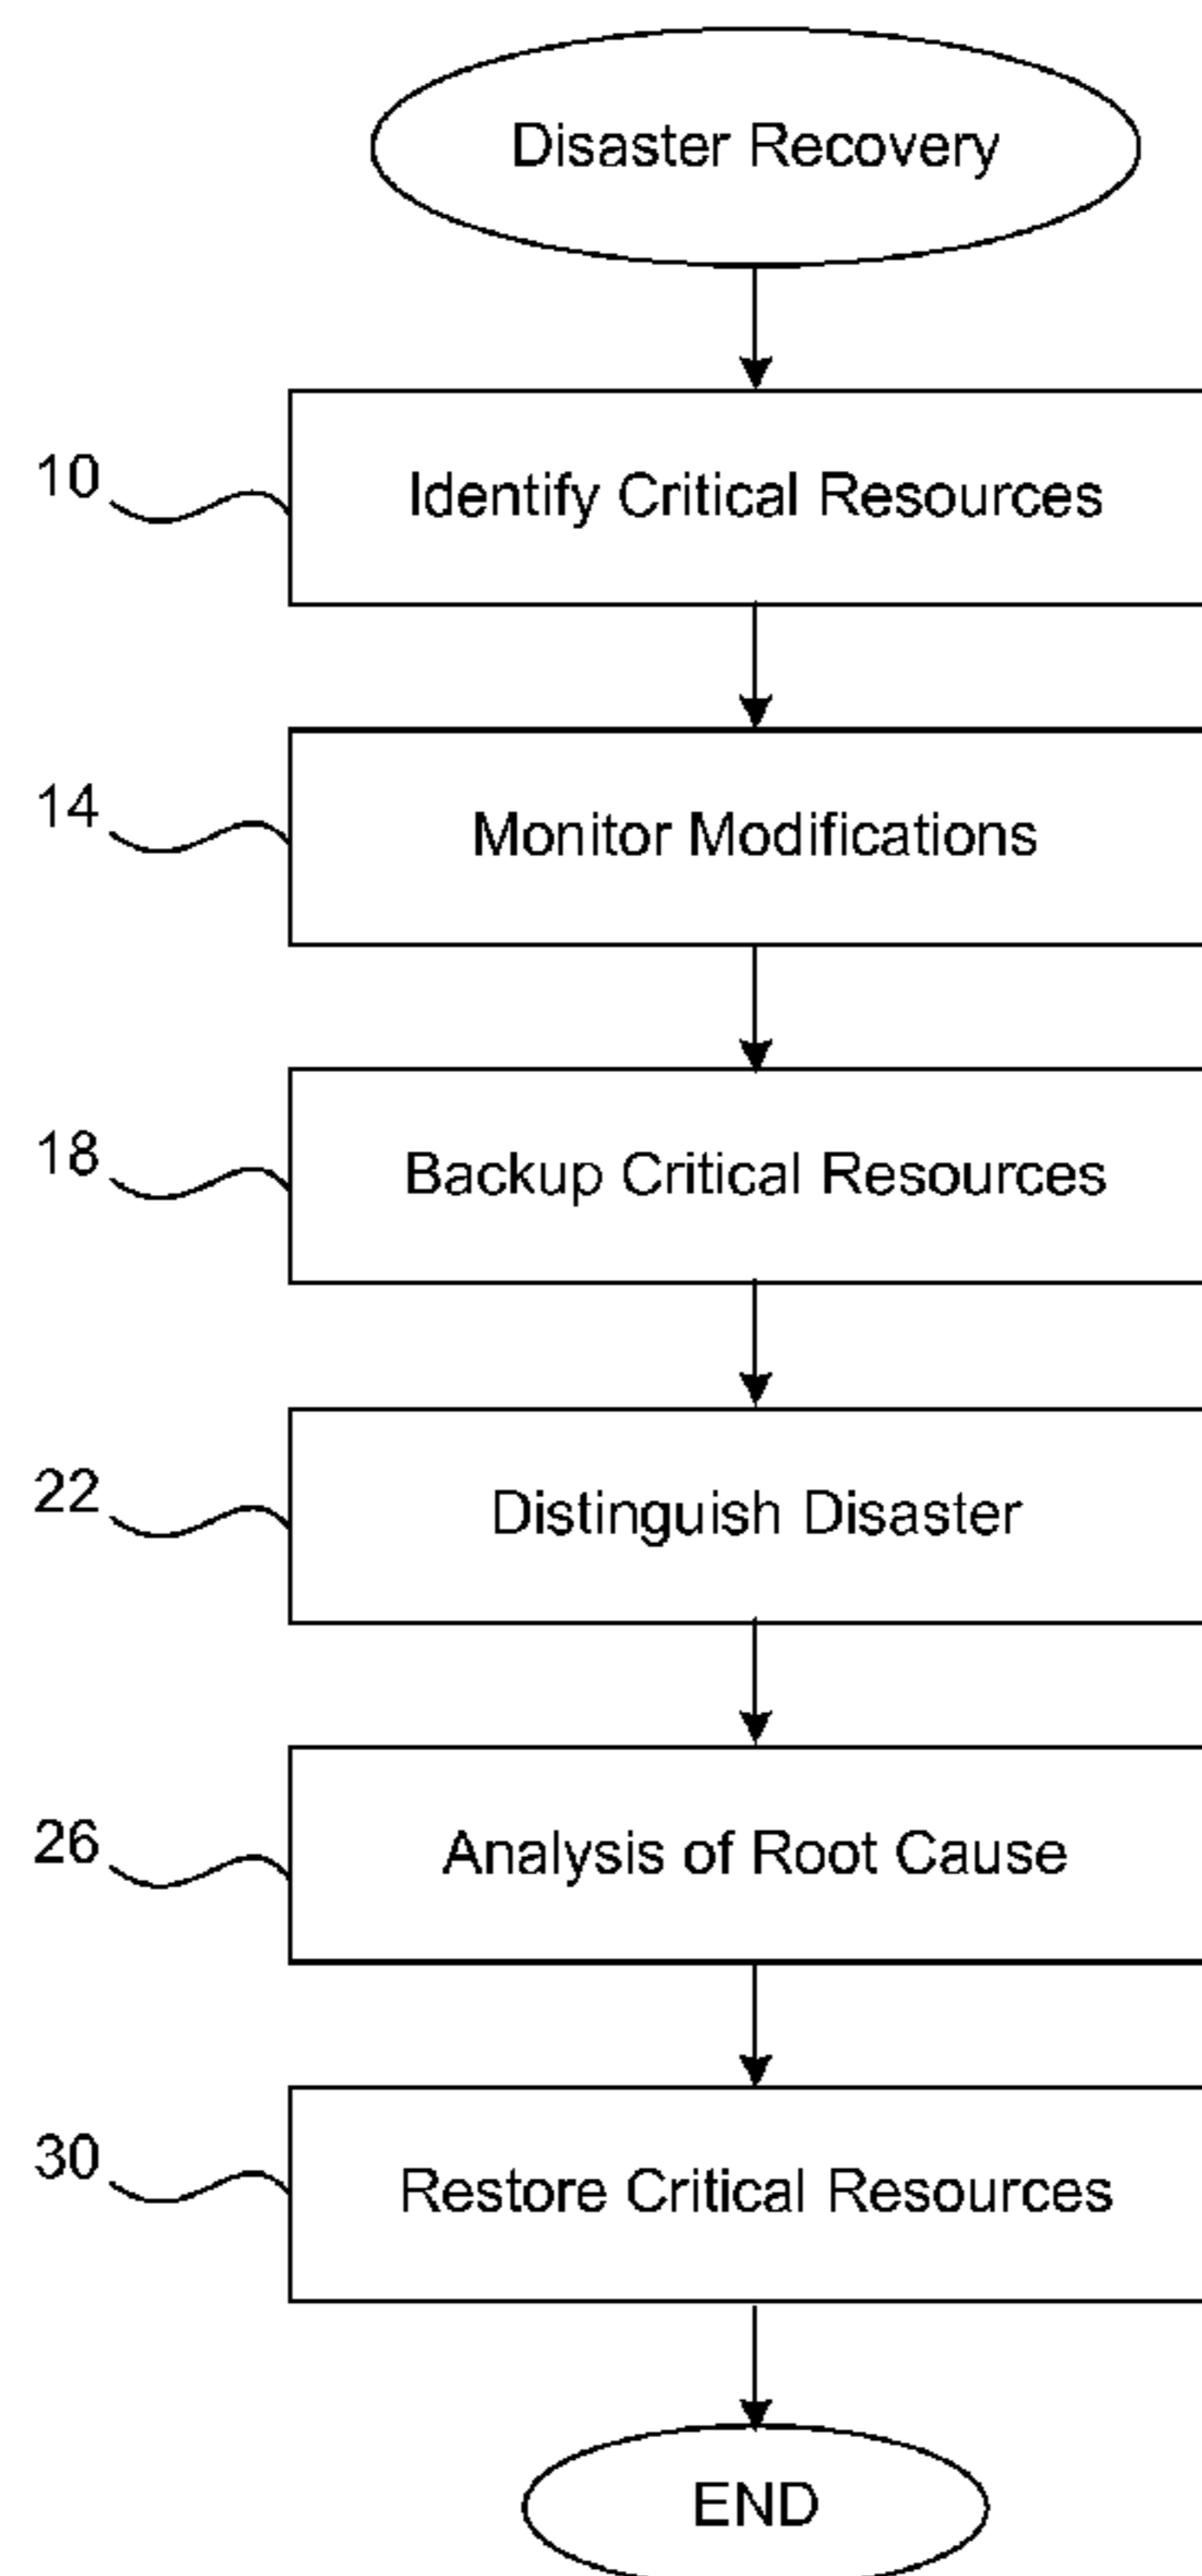 Disaster Recovery
10
Identify Critical Resources
14
Monitor Modifications
18
Backup Critical Resources
22
Distinguish Disaster
26
Analysis of Root Cause
30
Restore Critical Resources
END